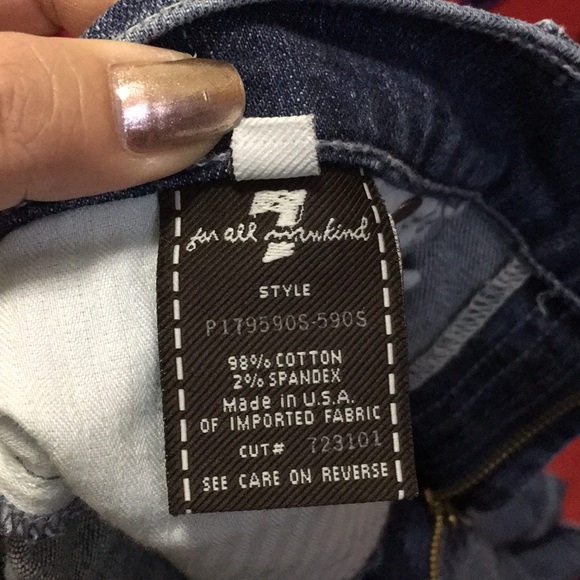 7
for all mankind
STYLE
P179590S-590S
98% COTTON
2% SPANDEX
Made in U.S.A.
OF IMPORTED FABRIC
CUT# 723101
SEE CARE ON REVERSE